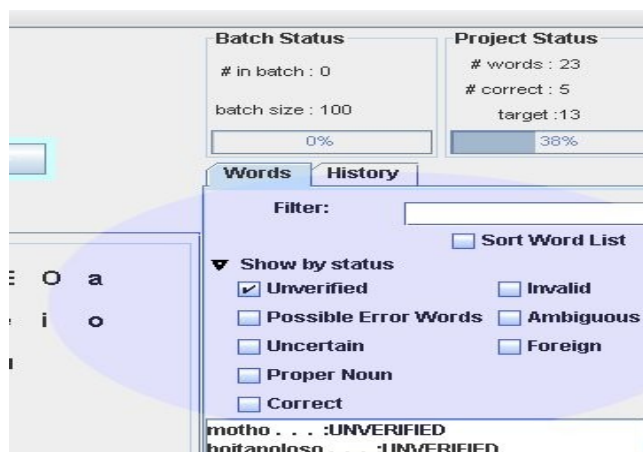 Batch Status
# in batch : 0
batch size : 100
0%
Project Status
# words : 23
# correct : 5
target :13
38%
Words
History
Filter:
Sort Word List
Show by status
Unverified
Invalid
Possible Error Words
Ambiguous
Uncertain
Foreign
Proper Noun
Correct
E O a
i o
motho . . . :UNVERIFIED
hoitapoloso . . . :UNVERIFIED